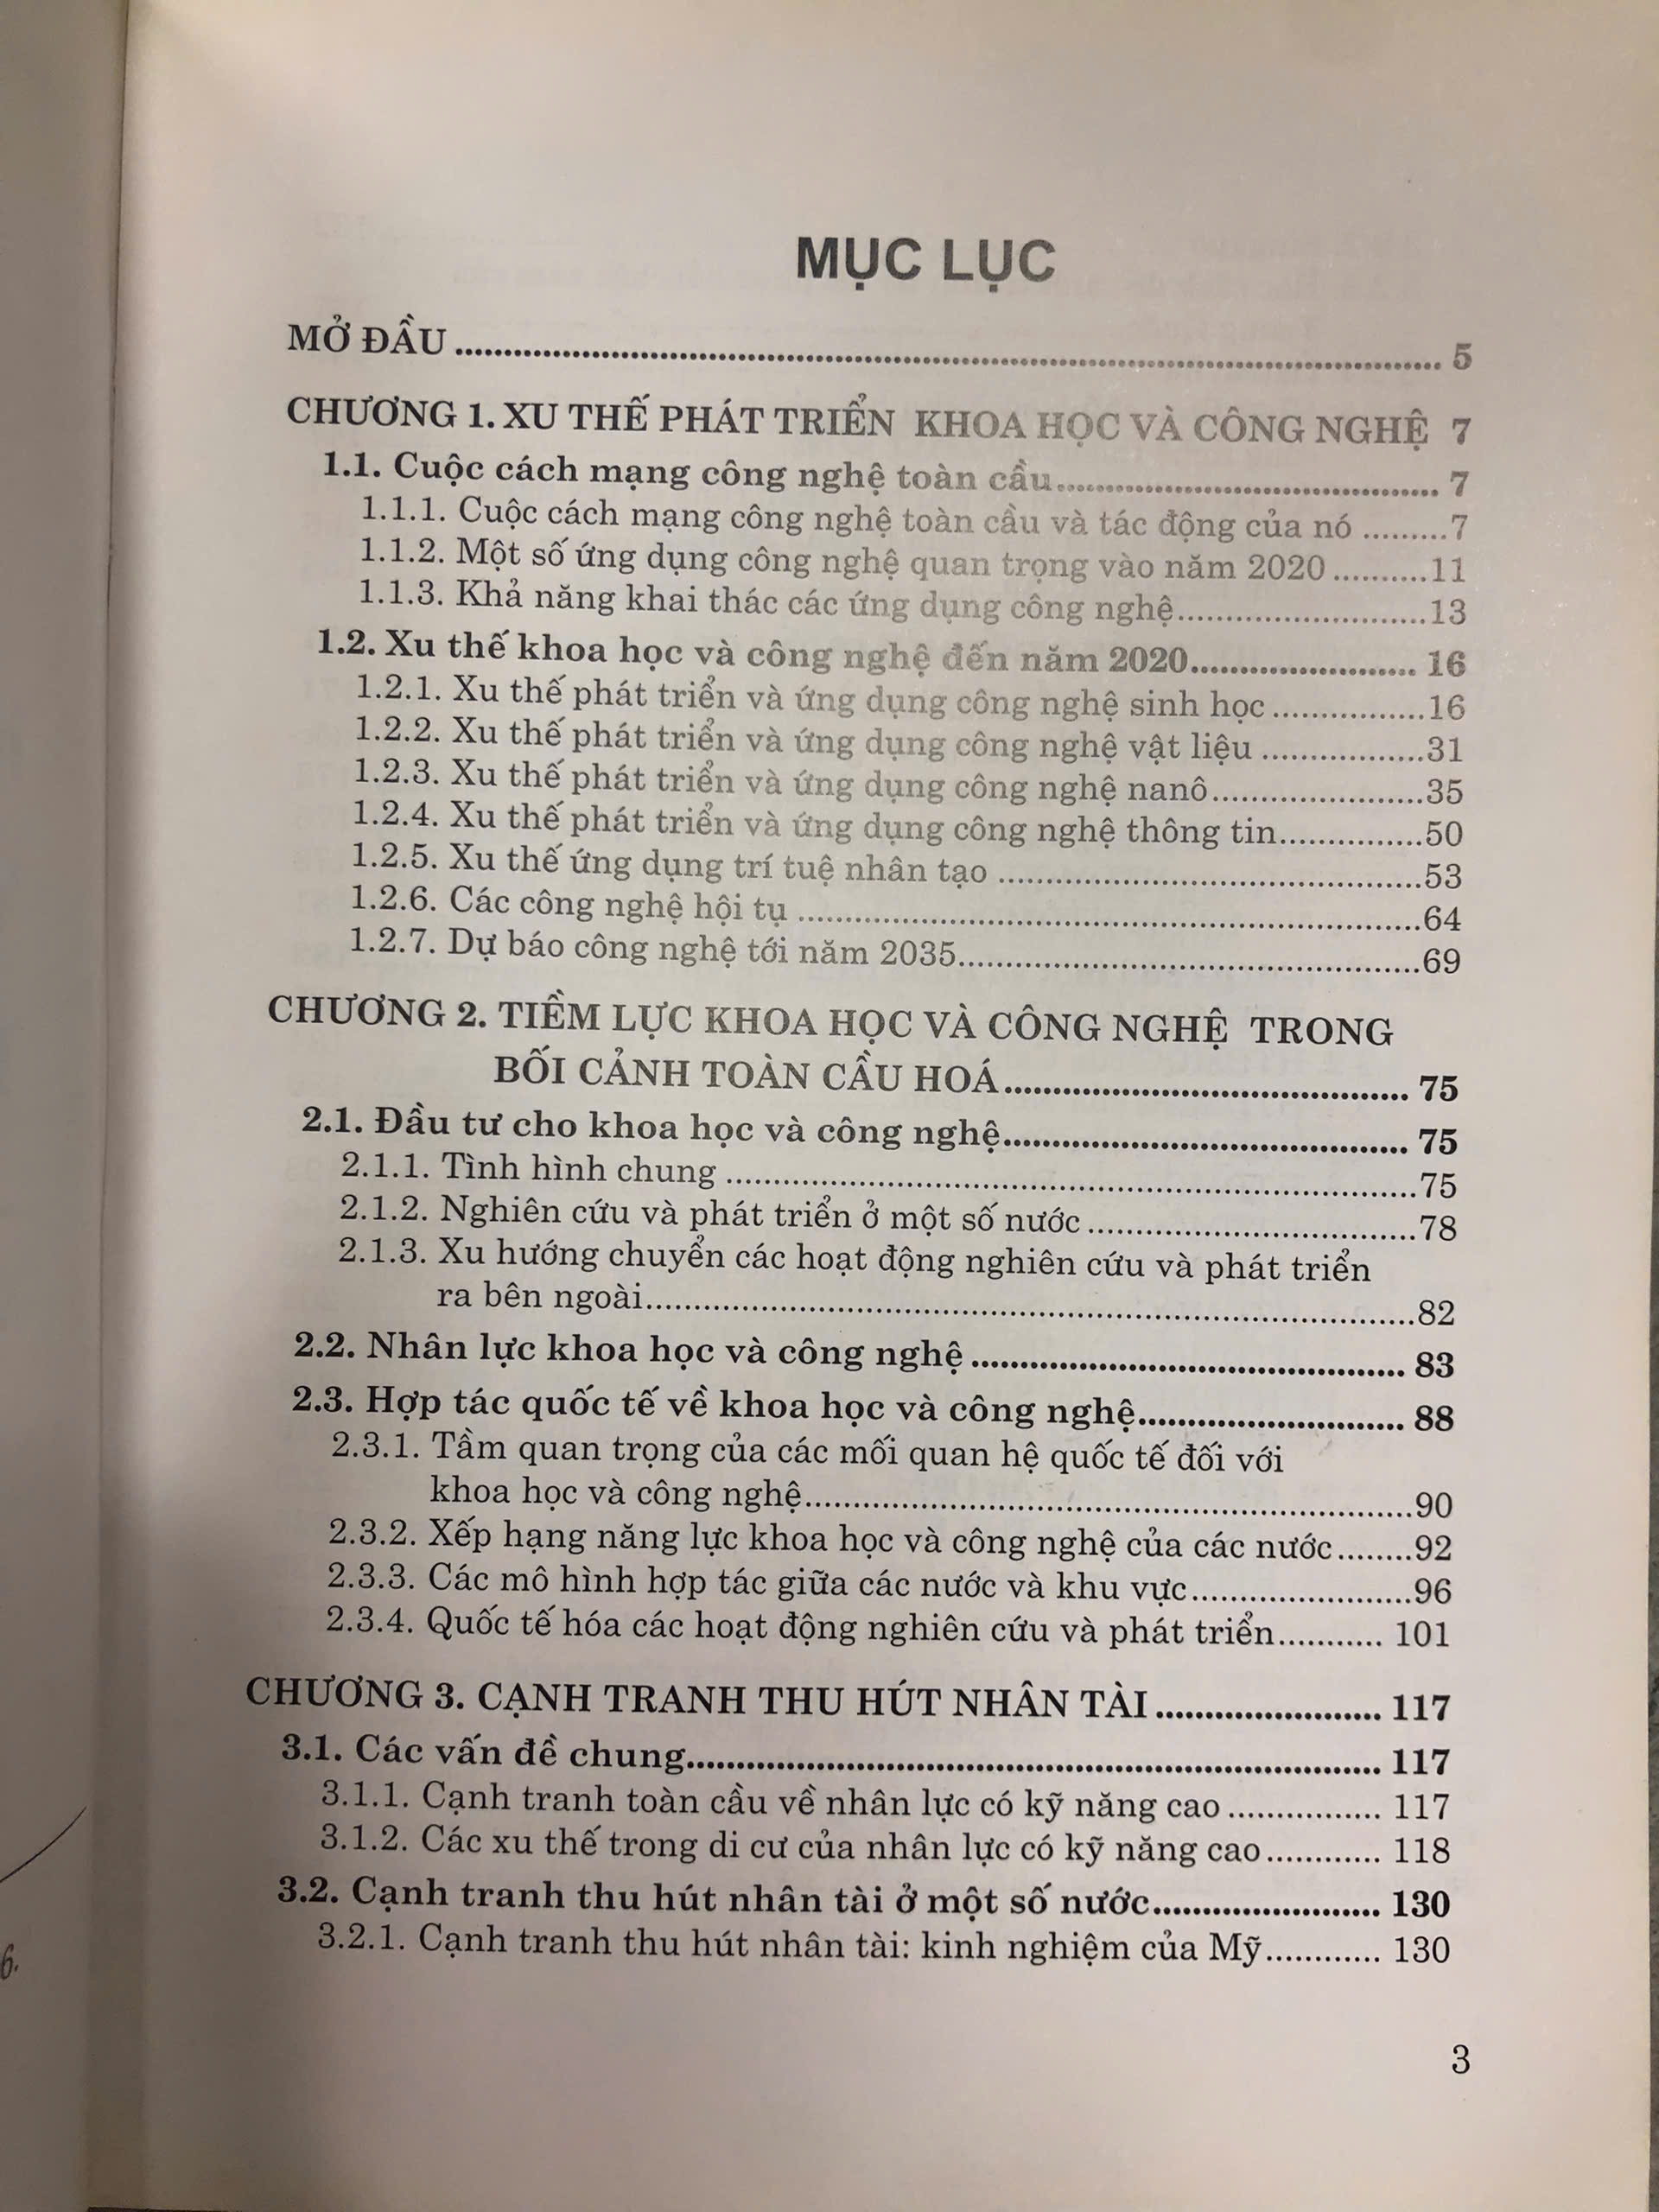 MỤC LỤC
MỞ ĐẦU ........ 5
CHƯƠNG 1. XU THẾ PHÁT TRIỂN KHOA HỌC VÀ CÔNG NGHỆ 7
1.1. Cuộc cách mạng công nghệ toàn cầu........ 7
1.1.1. Cuộc cách mạng công nghệ toàn cầu và tác động của nó .........7
1.1.2. Một số ứng dụng công nghệ quan trọng vào năm 2020..........11
1.1.3. Khả năng khai thác các ứng dụng công nghệ........13
1.2. Xu thế khoa học và công nghệ đến năm 2020........ 16
1.2.1. Xu thế phát triển và ứng dụng công nghệ sinh học ........16
1.2.2. Xu thế phát triển và ứng dụng công nghệ vật liệu ........31
1.2.3. Xu thế phát triển và ứng dụng công nghệ nanô........35
1.2.4. Xu thế phát triển và ứng dụng công nghệ thông tin........50
1.2.5. Xu thế ứng dụng trí tuệ nhân tạo ........53
1.2.6. Các công nghệ hội tụ ........64
1.2.7. Dự báo công nghệ tới năm 2035........69
CHƯƠNG 2. TIỀM LỰC KHOA HỌC VÀ CÔNG NGHỆ TRONG
BỐI CẢNH TOÀN CẦU HOÁ........ 75
2.1. Đầu tư cho khoa học và công nghệ........ 75
2.1.1. Tình hình chung ........75
2.1.2. Nghiên cứu và phát triển ở một số nước ........78
2.1.3. Xu hướng chuyển các hoạt động nghiên cứu và phát triển
ra bên ngoài........82
2.2. Nhân lực khoa học và công nghệ ........ 83
2.3. Hợp tác quốc tế về khoa học và công nghệ........ 88
2.3.1. Tầm quan trọng của các mối quan hệ quốc tế đối với
khoa học và công nghệ........90
2.3.2. Xếp hạng năng lực khoa học và công nghệ của các nước........92
2.3.3. Các mô hình hợp tác giữa các nước và khu vực........96
2.3.4. Quốc tế hóa các hoạt động nghiên cứu và phát triển........ 101
CHƯƠNG 3. CẠNH TRANH THU HÚT NHÂN TÀI ........ 117
3.1. Các vấn đề chung........ 117
3.1.1. Cạnh tranh toàn cầu về nhân lực có kỹ năng cao ........ 117
3.1.2. Các xu thế trong di cư của nhân lực có kỹ năng cao ........ 118
3.2. Cạnh tranh thu hút nhân tài ở một số nước........ 130
3.2.1. Cạnh tranh thu hút nhân tài: kinh nghiệm của Mỹ........ 130
3
6.